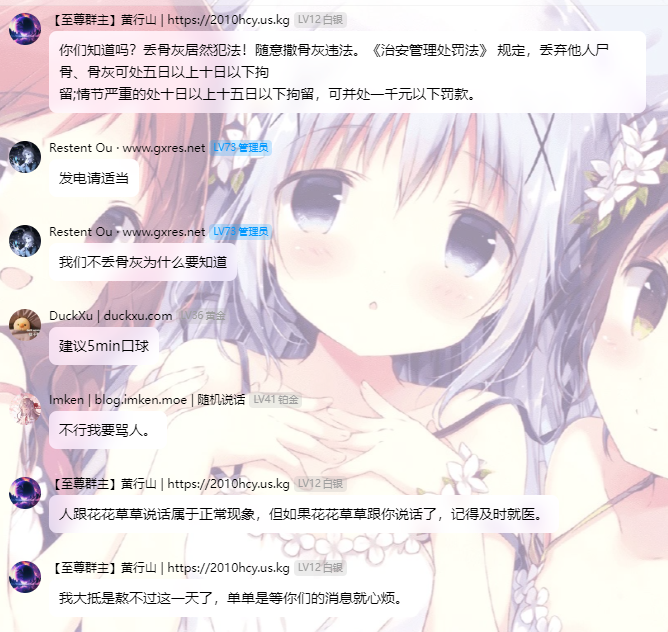 【至尊群主】黄行山 | https://2010hcy.us.kg LV12 白银
你们知道吗？丢骨灰居然犯法！随意撒骨灰违法。《治安管理处罚法》 规定，丢弃他人尸
骨、骨灰可处五日以上十日以下拘
留;情节严重的处十日以上十五日以下拘留，可并处一千元以下罚款。
Restent Ou · www.gxres.net LV73 管理员
发电请适当
Restent Ou · www.gxres.net LV73 管理员
我们不丢骨灰为什么要知道
DuckXu | duckxu.com LV36 黄金
建议5min口球
Imken | blog.imken.moe | 随机说话 LV41 铂金
不行我要骂人。
【至尊群主】黄行山 | https://2010hcy.us.kg LV12 白银
人跟花花草草说话属于正常现象，但如果花花草草跟你说话了，记得及时就医。
【至尊群主】黄行山 | https://2010hcy.us.kg LV12 白银
我大抵是熬不过这一天了，单单是等你们的消息就心烦。